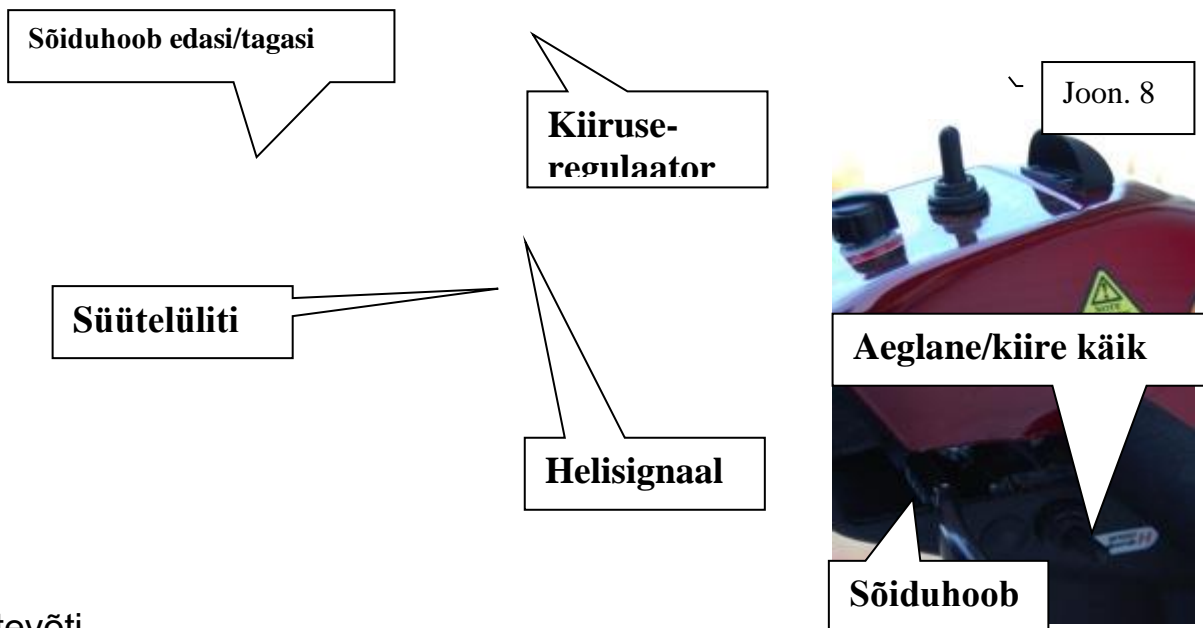 Sõiduhoob edasi/tagasi
Kiiruse-
regulaator
Joon. 8
Süütelüliti
Aeglane/kiire käik
Helisignaal
Sõiduhoob